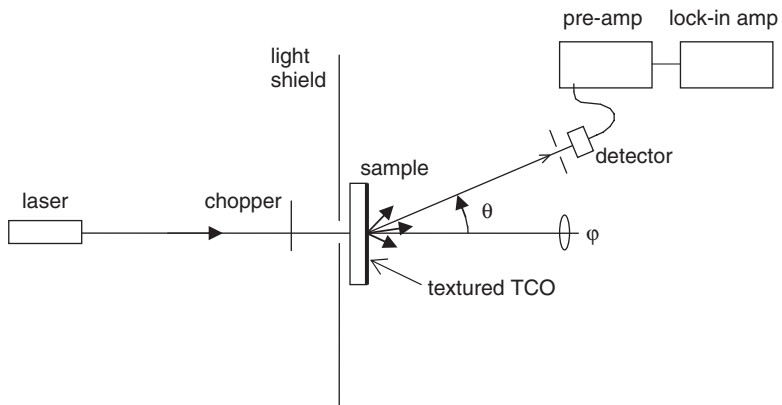 pre-amp
lock-in amp
light
shield
detector
sample
laser
chopper
θ
φ
textured TCO